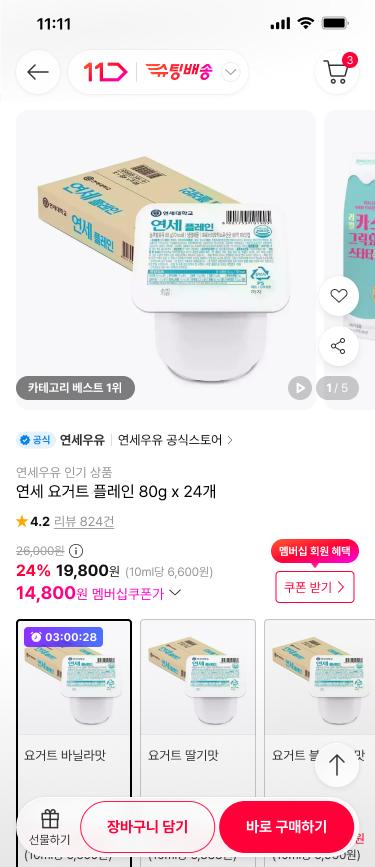 11:11
11
슈팅배송
3
연세대학교
연세 플레인
연세대학교
연세 플레인
카테고리 베스트 1위
1 / 5
공식
연세우유
연세우유 공식스토어
연세우유 인기 상품
연세 요거트 플레인 80g x 24개
4.2 리뷰 824건
26,000원
멤버십 회원 혜택
24% 19,800원 (10ml당 6,600원)
쿠폰 받기
14,800원 멤버십쿠폰가
03:00:28
요거트 바닐라맛
요거트 딸기맛
선물하기
장바구니 담기
바로 구매하기